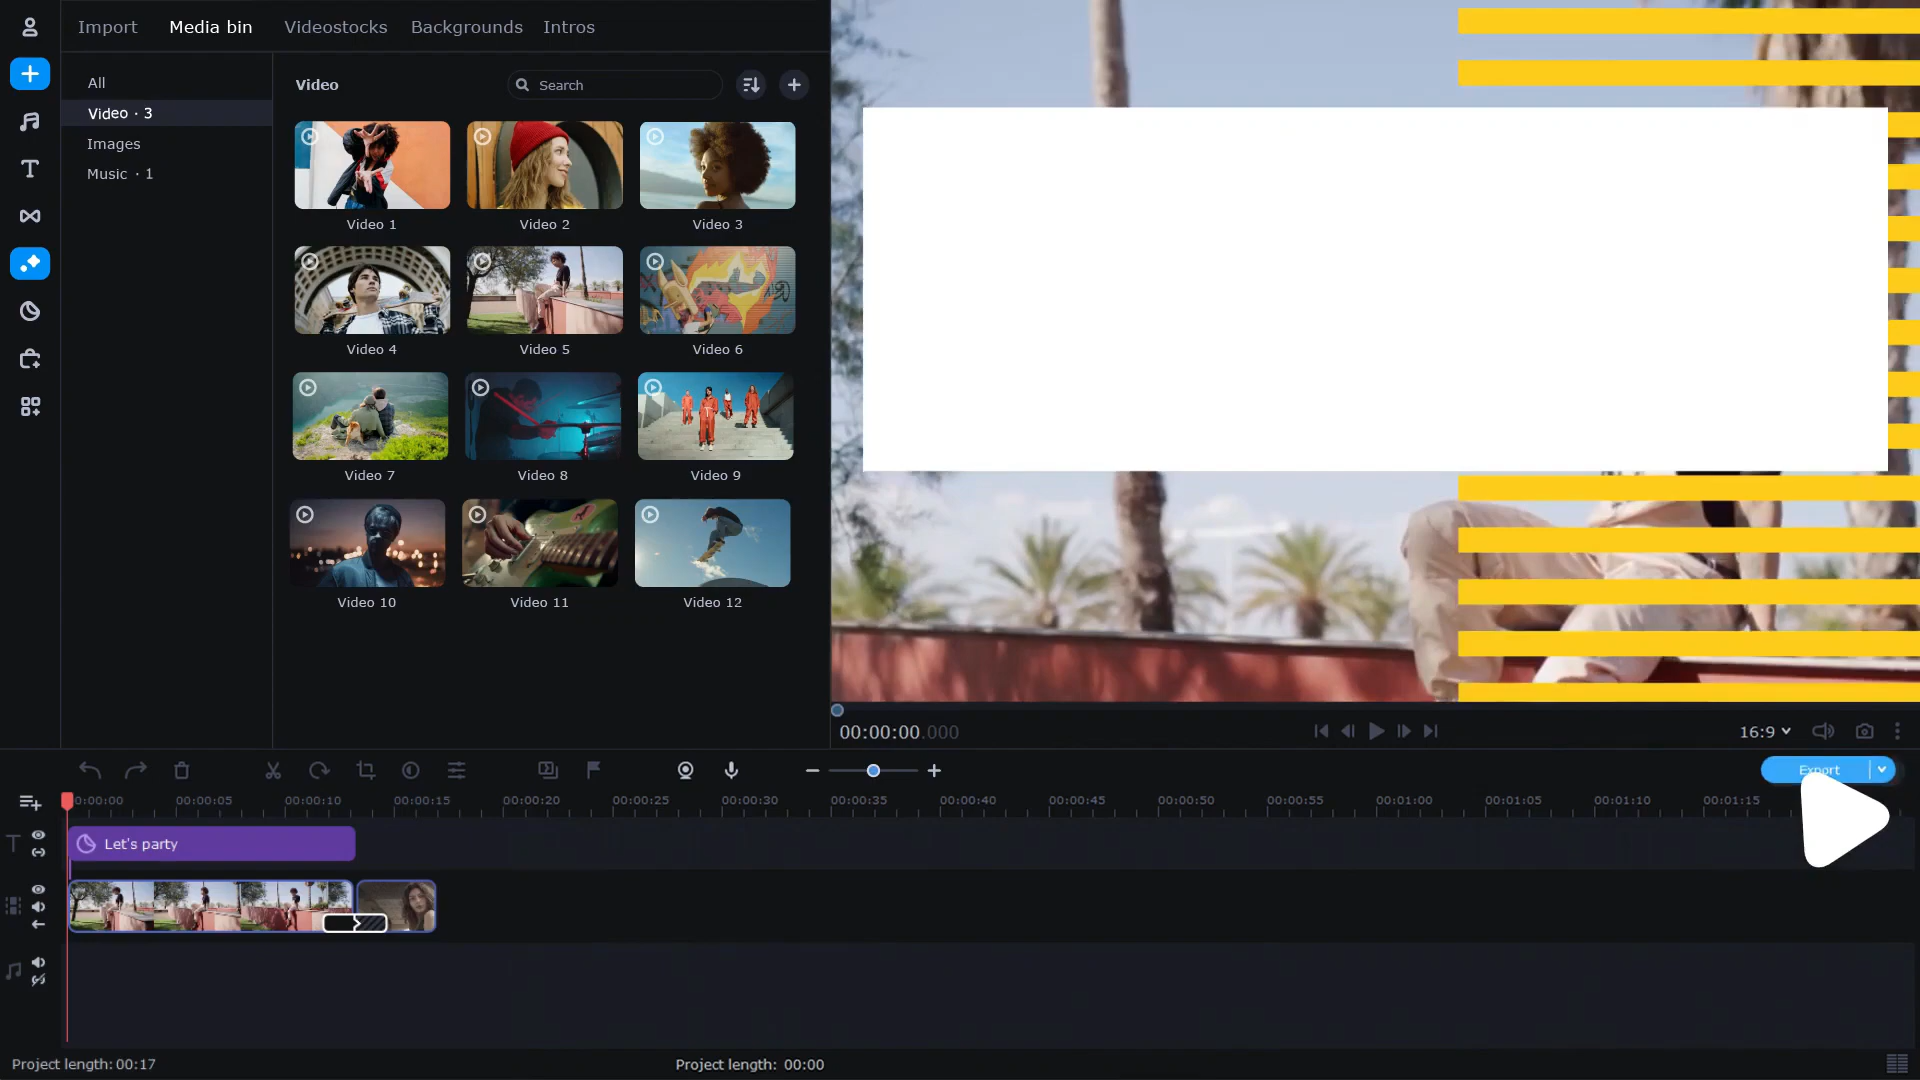 Import Media bin Videostocks Backgrounds Intros
All
Video · 3
Images
Music · 1
Video
Search
Video 1 Video 2 Video 3
Video 4 Video 5 Video 6
Video 7 Video 8 Video 9
Video 10 Video 11 Video 12
00:00:00.000
16:9
Export
0:00:00 00:00:05 00:00:10 00:00:15 00:00:20 00:00:25 00:00:30 00:00:35 00:00:40 00:00:45 00:00:50 00:00:55 00:01:00 00:01:05 00:01:10 00:01:15
Let's party
Project length: 00:17
Project length: 00:00